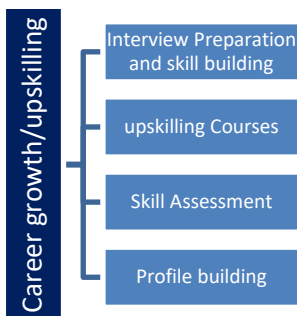 Career growth/upskilling
Interview Preparation
and skill building
upskilling Courses
Skill Assessment
Profile building